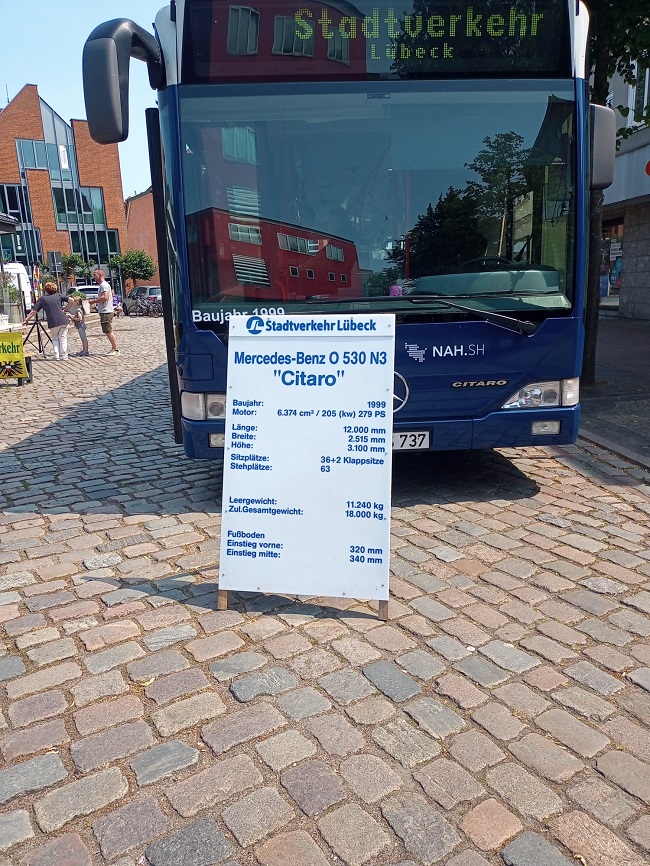 Stadtverkehr
Lübeck
Baujahr 1999
Stadtverkehr Lübeck
Mercedes-Benz O 530 N3
"Citaro"
Baujahr: 1999
Motor: 6.374 cm³ / 205 (kw) 279 PS
Länge: 12.000 mm
Breite: 2.515 mm
Höhe: 3.100 mm
Sitzplätze: 36+2 Klappsitze
Stehplätze: 63
Leergewicht: 11.240 kg
Zul.Gesamtgewicht: 18.000 kg
Fußboden
Einstieg vorne: 320 mm
Einstieg mitte: 340 mm
NAH.SH
CITARO
737